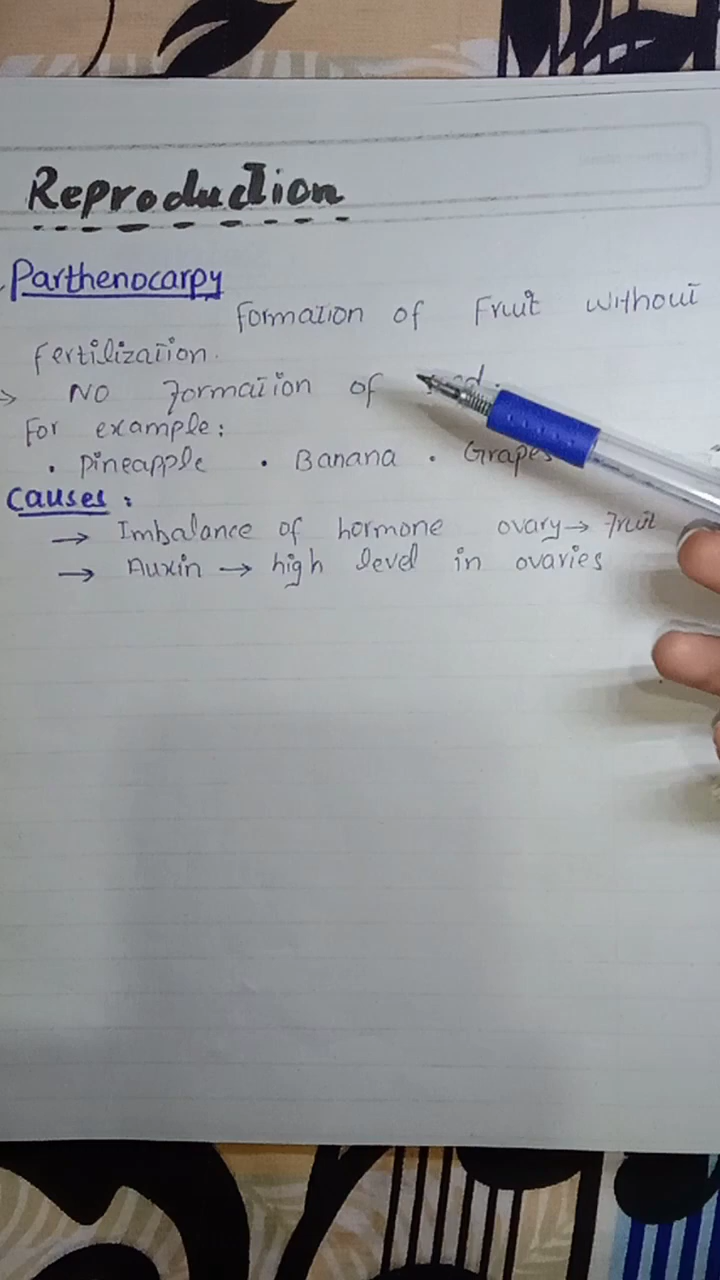 Reproduction
Parthenocarpy
Formation of Fruit without
fertilization.
NO formation of
For example:
. Pineapple . Banana . Grapes
Causes :
→ Imbalance of hormone ovary → fruit
→ Auxin → high level in ovaries